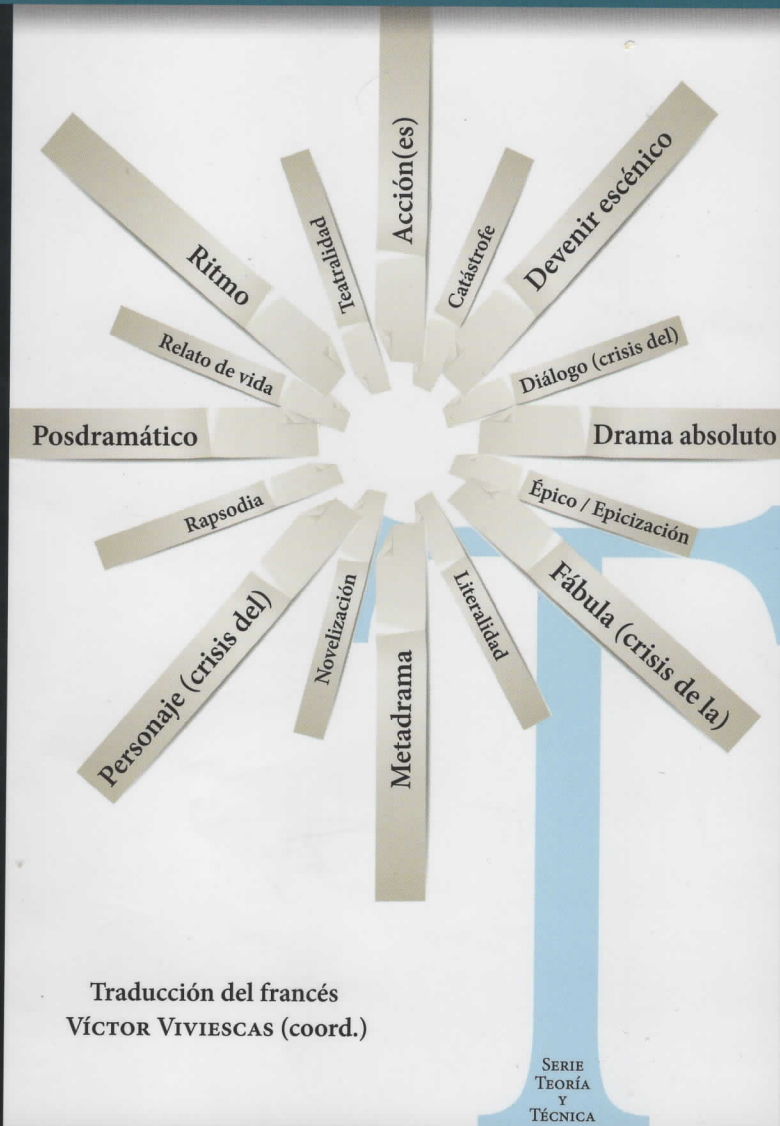 Acción(es)
Catástrofe
Devenir escénico
Diálogo (crisis del)
Drama absoluto
Épico / Epicización
Fábula (crisis de la)
Literalidad
Metadrama
Novelización
Personaje (crisis del)
Rapsodia
Posdramático
Relato de vida
Ritmo
Teatralidad
Traducción del francés
VÍCTOR VIVIESCAS (coord.)
SERIE
TEORÍA
Y
TÉCNICA